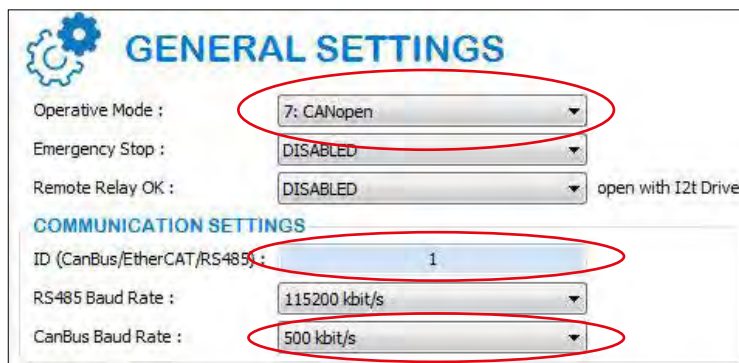 GENERAL SETTINGS
Operative Mode : 7: CANopen
Emergency Stop : DISABLED
Remote Relay OK : DISABLED open with I2t Drive
COMMUNICATION SETTINGS
ID (CanBus/EtherCAT/RS485) : 1
RS485 Baud Rate : 115200 kbit/s
CanBus Baud Rate : 500 kbit/s